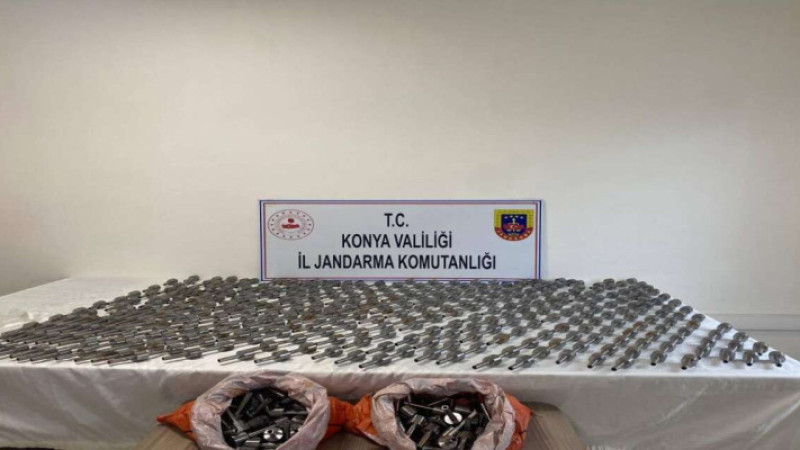 T.C.
KONYA VALİLİĞİ
İL JANDARMA KOMUTANLIĞI